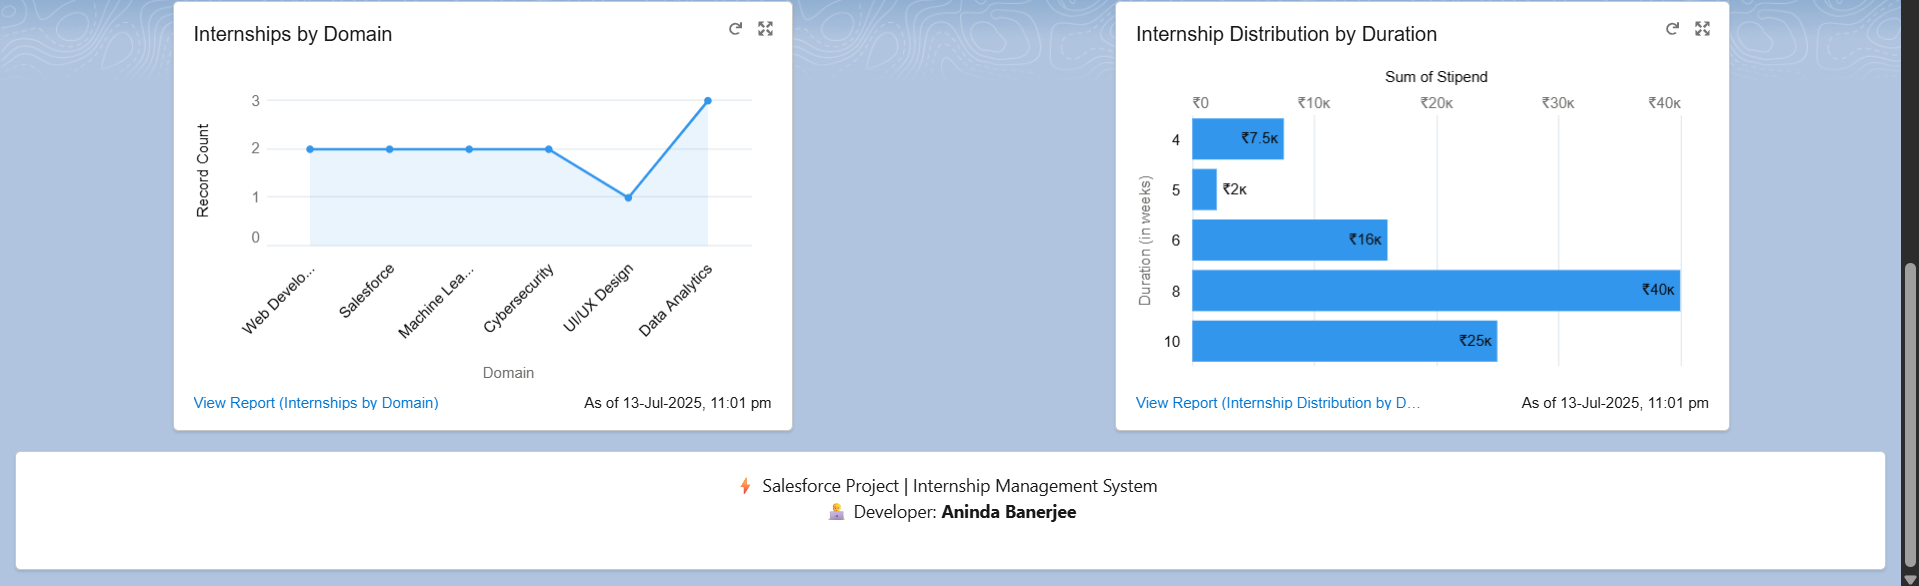 Internships by Domain
3
2
1
0
Record Count
Web Develo...
Salesforce
Machine Lea...
Cybersecurity
UI/UX Design
Data Analytics
Domain
View Report (Internships by Domain)
As of 13-Jul-2025, 11:01 pm
Internship Distribution by Duration
Sum of Stipend
₹0 ₹10K ₹20K ₹30K ₹40K
Duration (in weeks)
4 ₹7.5K
5 ₹2K
6 ₹16K
8 ₹40K
10 ₹25K
View Report (Internship Distribution by D...
As of 13-Jul-2025, 11:01 pm
⚡ Salesforce Project | Internship Management System
🧑‍💻 Developer: Aninda Banerjee